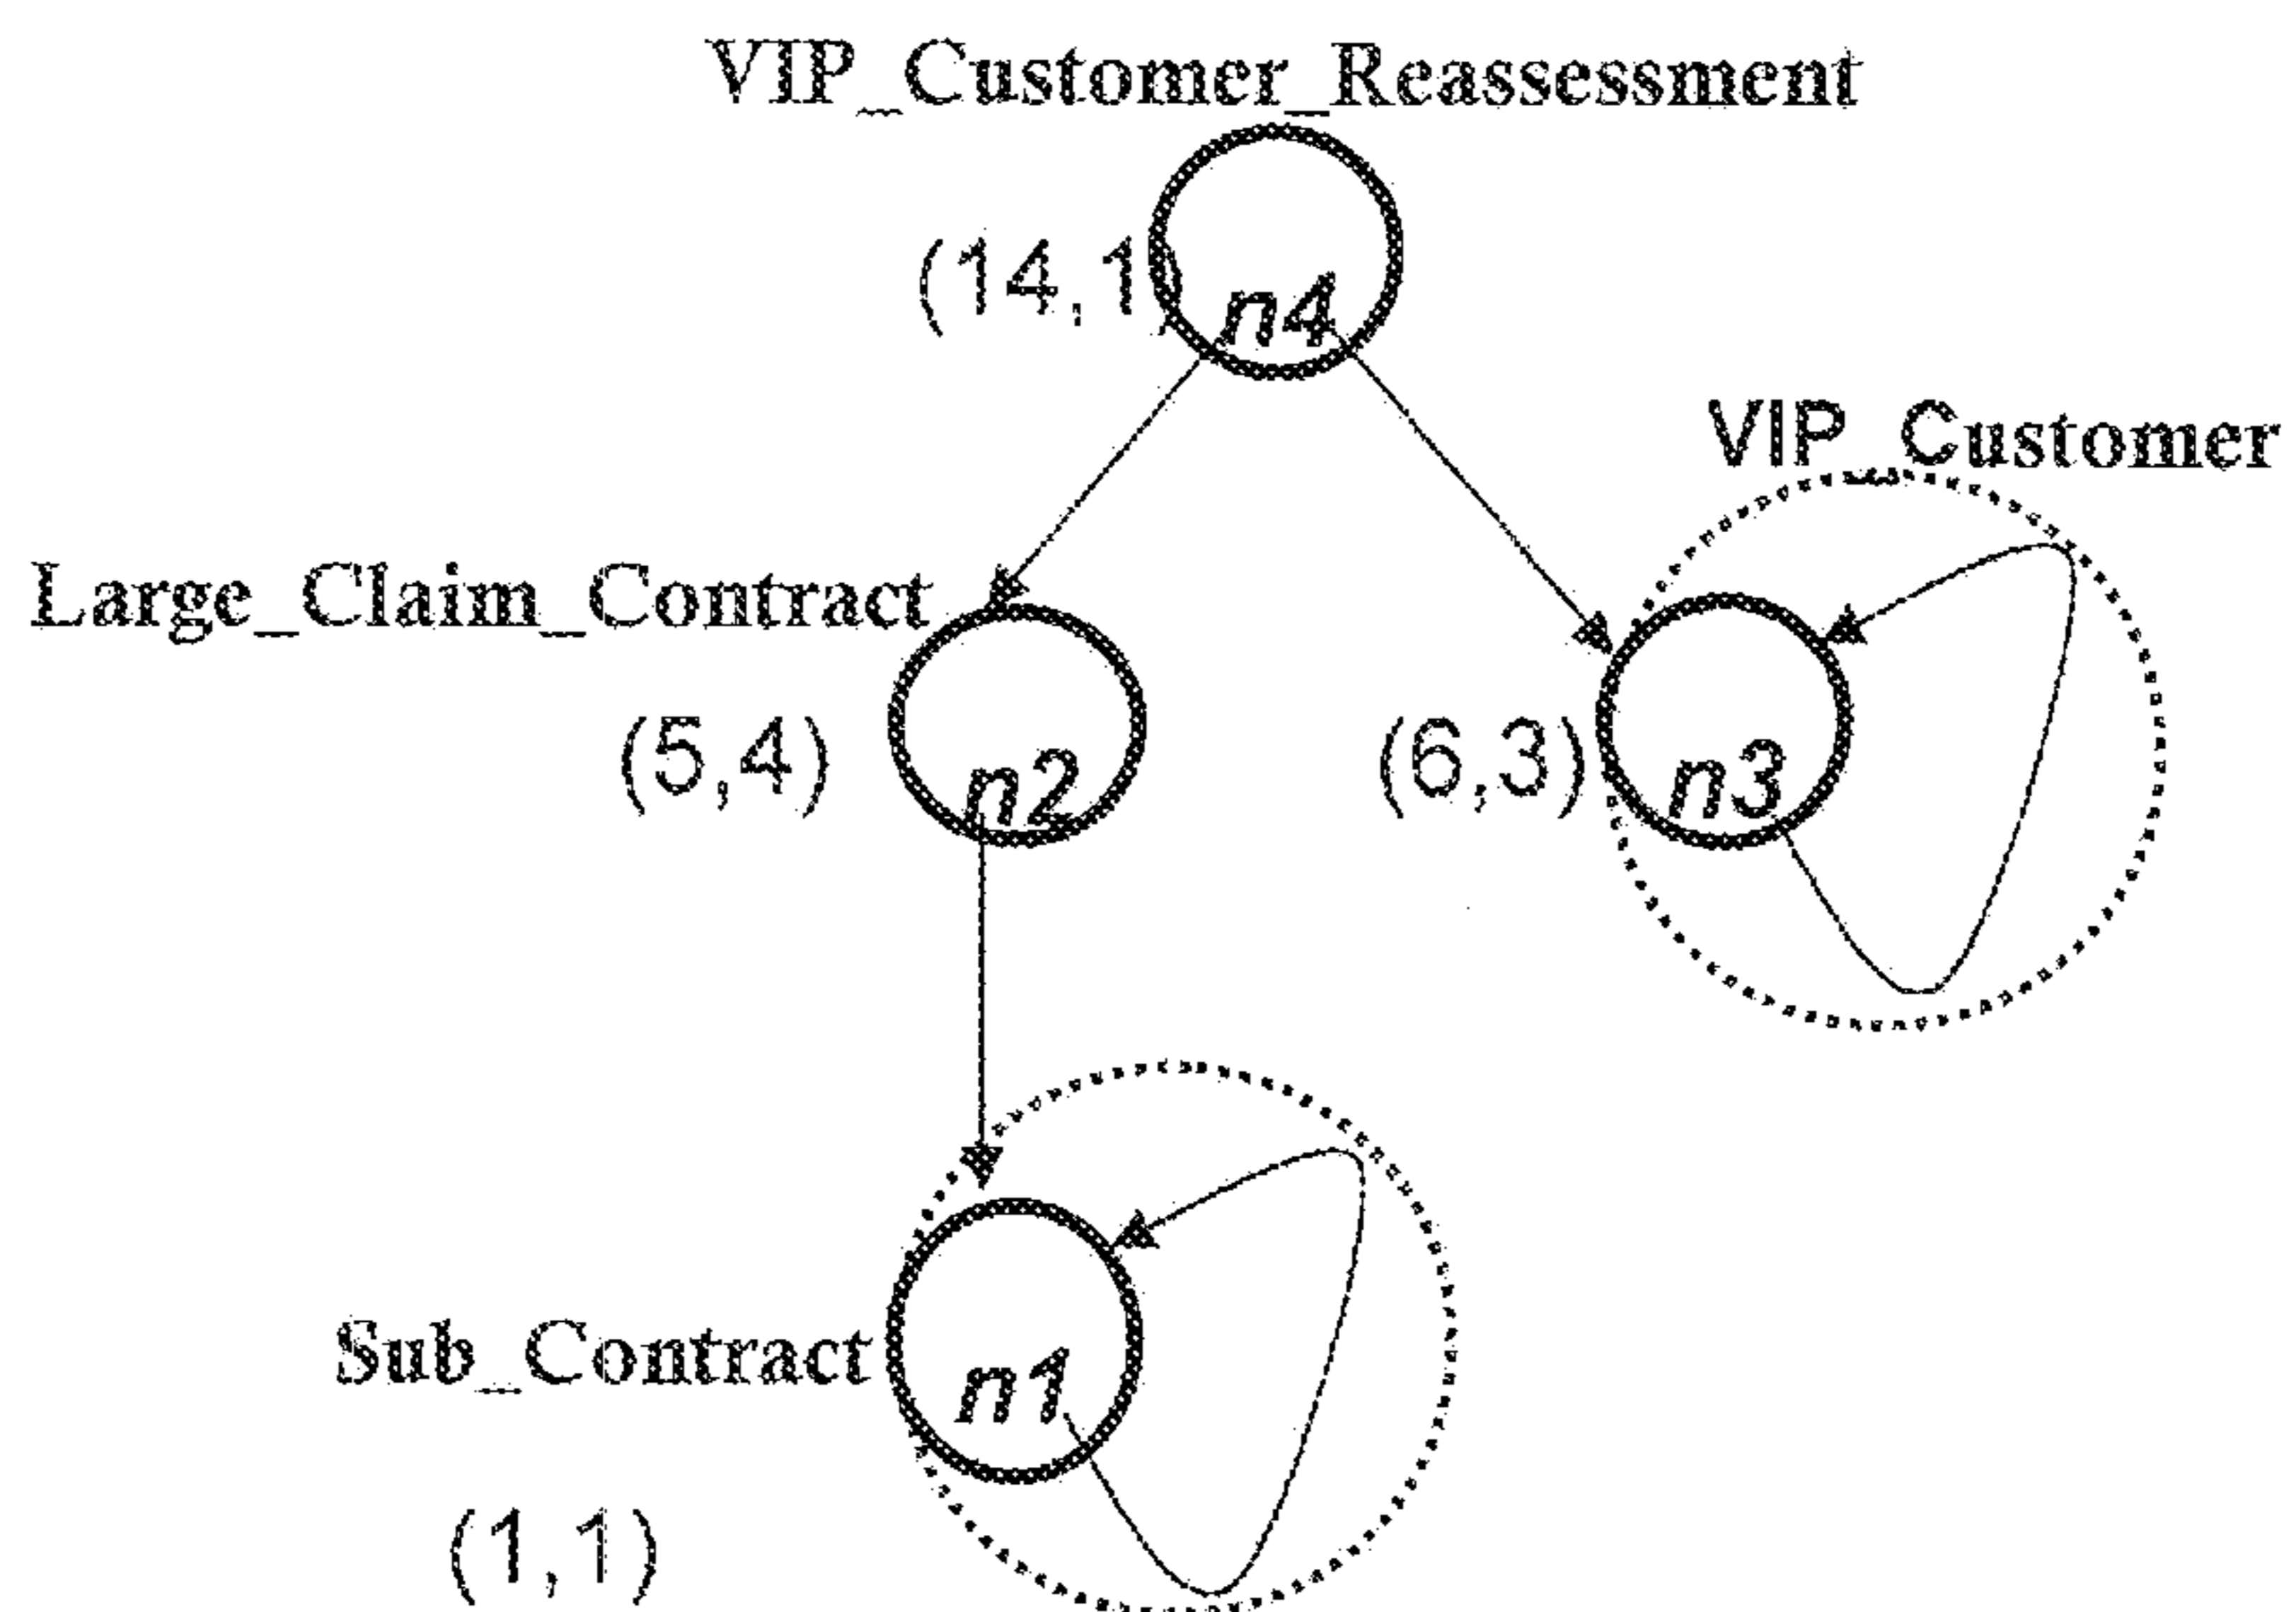 VIP_Customer_Reassessment
(14,1)
n4
VIP_Customer
Large_Claim_Contract
(5,4)
n2
(6,3)
n3
Sub_Contract
n1
(1,1)